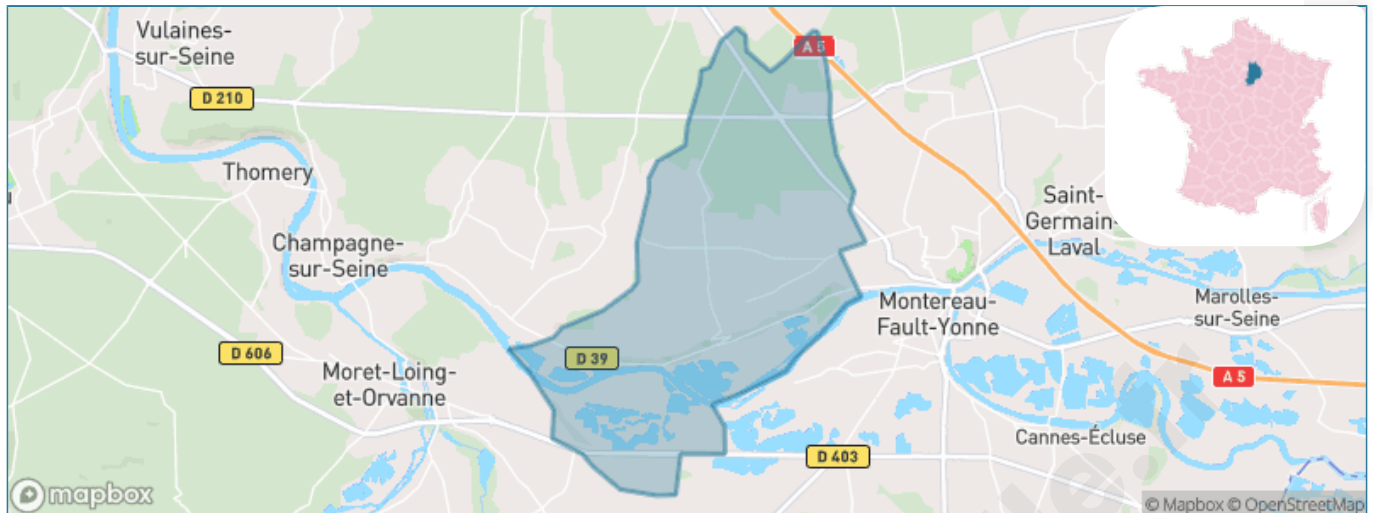 Vulaines-
sur-Seine
A 5
D 210
Thomery
Saint-
Germain-
Laval
Champagne-
sur-Seine
Montereau-
Fault-Yonne
Marolles-
sur-Seine
D 606
D 39
Moret-Loing-
et-Orvanne
A 5
Cannes-Écluse
D 403
mapbox
© Mapbox © OpenStreetMap